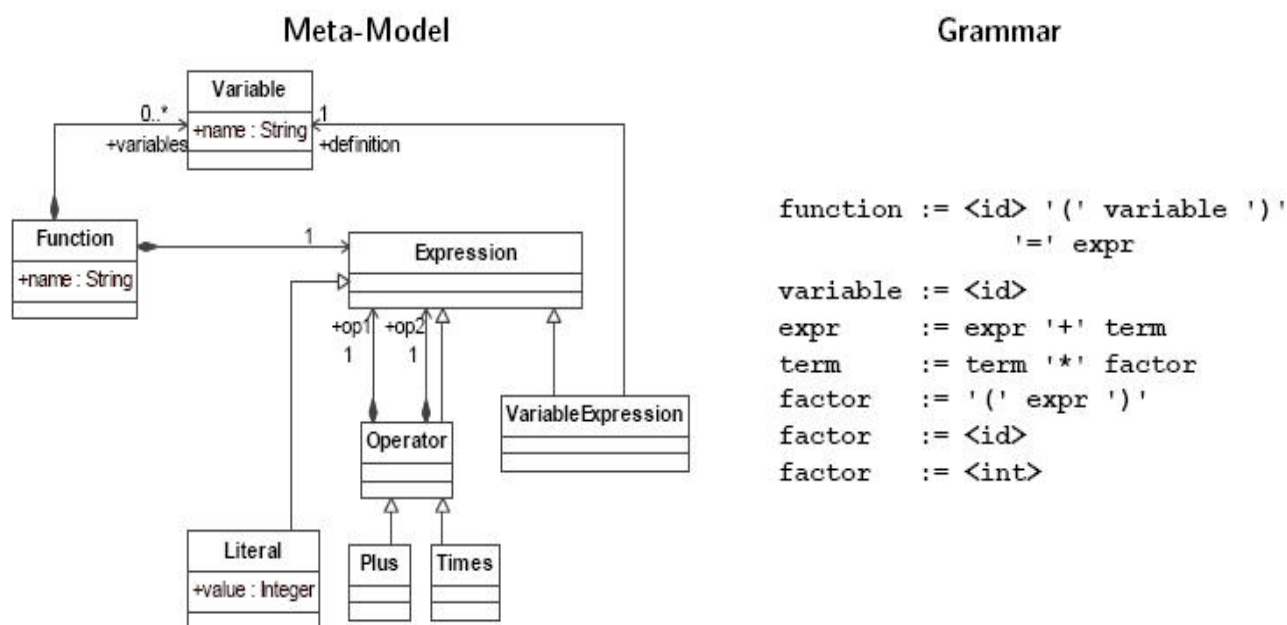 Meta-Model
Grammar
Variable
+name : String
0..*
+variables
1
+definition
Function
+name : String
1
Expression
+op1
1
+op2
1
Operator
VariableExpression
Literal
+value : Integer
Plus
Times
function := <id> '(' variable ')'
'=' expr
variable := <id>
expr := expr '+' term
term := term '*' factor
factor := '(' expr ')'
factor := <id>
factor := <int>